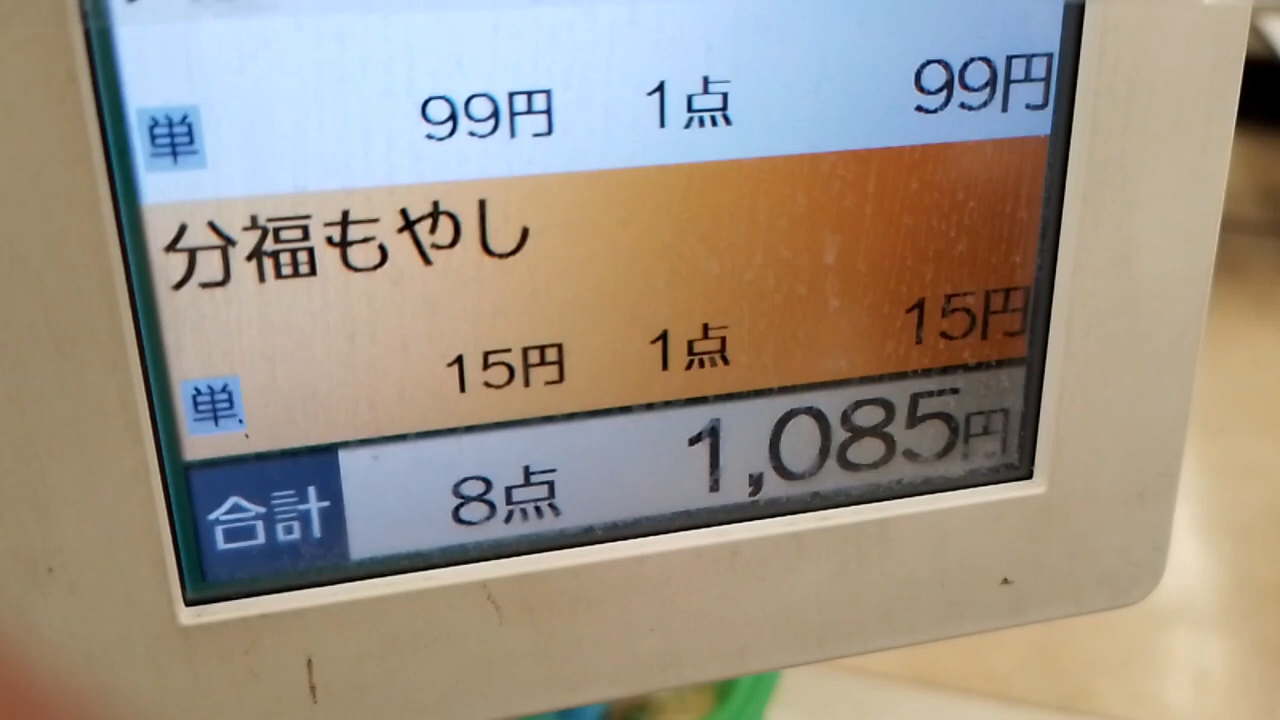 単 99円 1点 99円
分福もやし
単 15円 1点 15円
合計 8点 1,085円